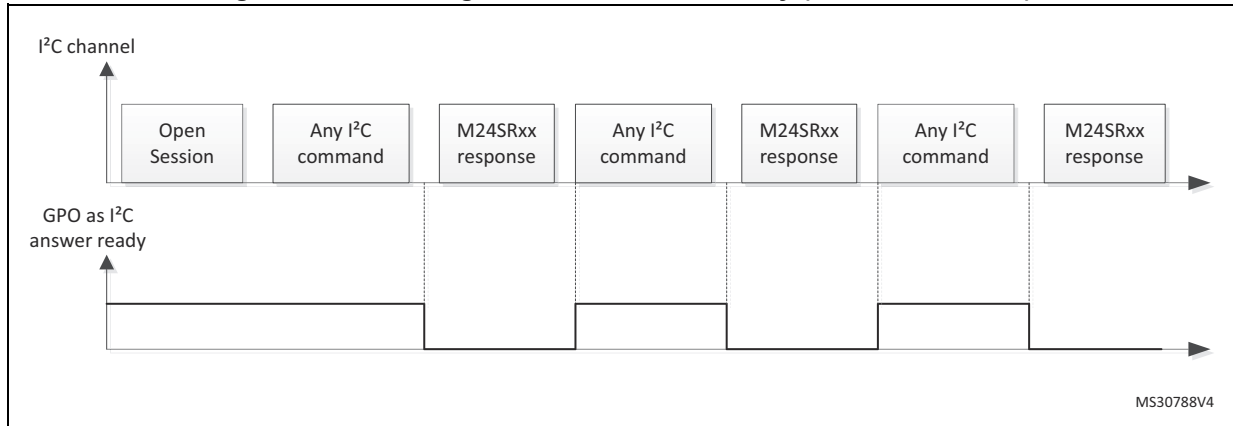 I²C channel
Open
Session
Any I²C
command
M24SRxx
response
Any I²C
command
M24SRxx
response
Any I²C
command
M24SRxx
response
GPO as I²C
answer ready
MS30788V4